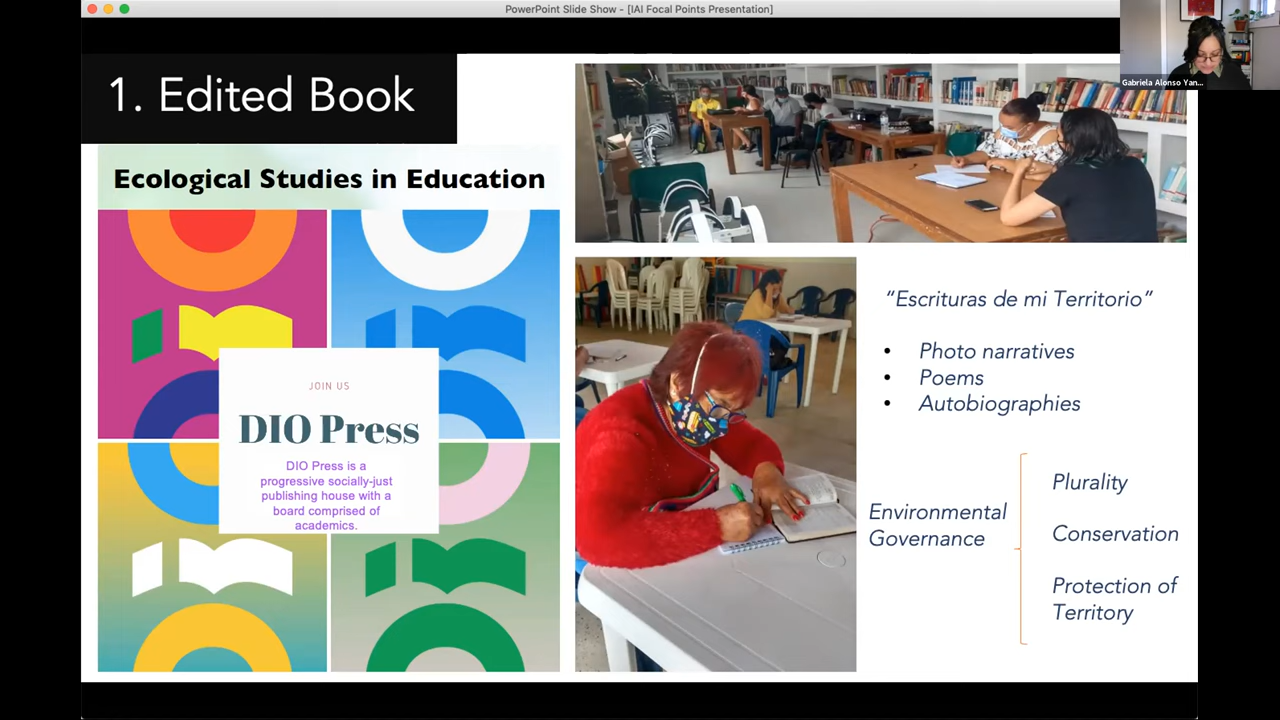 PowerPoint Slide Show - [IAI Focal Points Presentation]
Gabriela Alonso Yan...
1. Edited Book
Ecological Studies in Education
JOIN US
DIO Press
DIO Press is a
progressive socially-just
publishing house with a
board comprised of
academics.
“Escrituras de mi Territorio”
• Photo narratives
• Poems
• Autobiographies
Environmental
Governance
Plurality
Conservation
Protection of
Territory